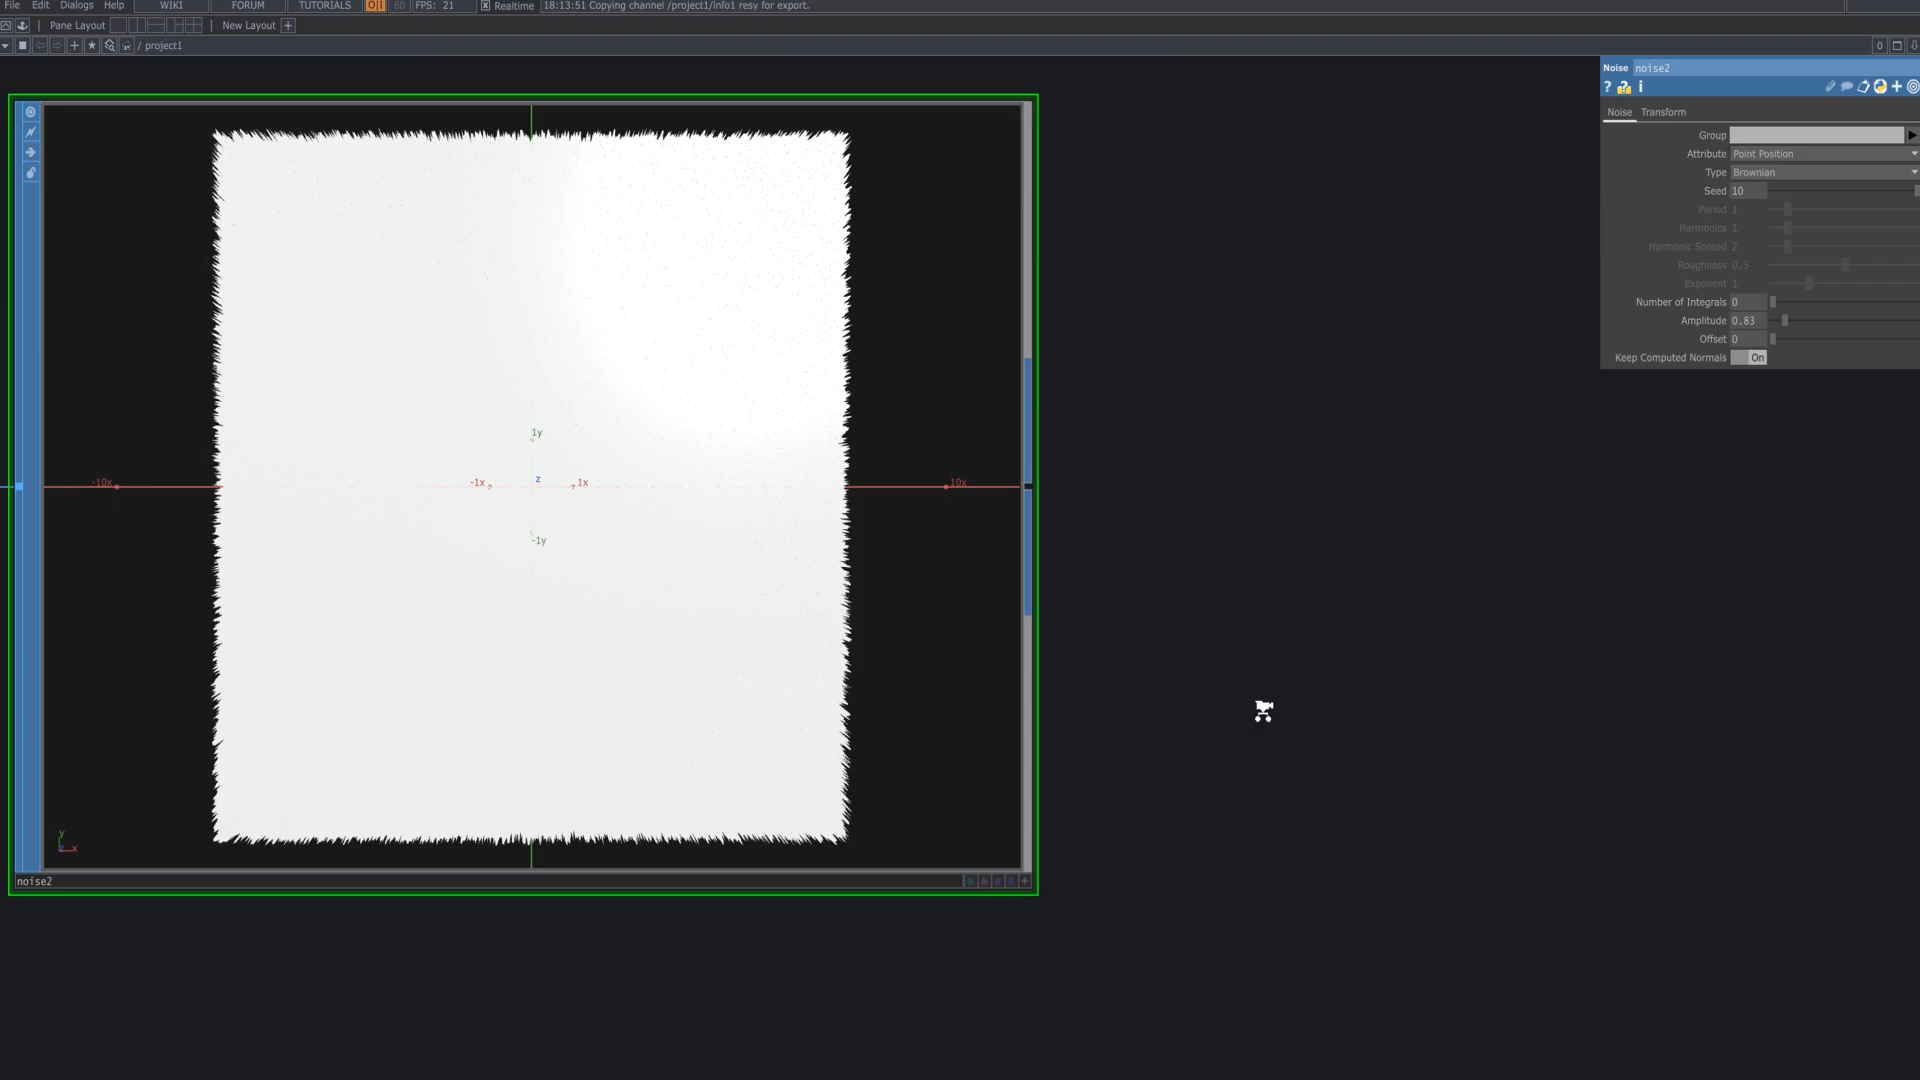 File Edit Dialogs Help WIKI FORUM TUTORIALS O|I 60 FPS: 21 Realtime 18:13:51 Copying channel /project1/info1 resy for export.
Pane Layout New Layout +
/ project1 0
Noise noise2
? ? i
Noise Transform
Group
Attribute Point Position
Type Brownian
Seed 10
Period 1
Harmonics 1
Harmonic Spread 2
Roughness 0.5
Exponent 1
Number of Integrals 0
Amplitude 0.83
Offset 0
Keep Computed Normals On
1y
-10x -1x z 1x 10x
-1y
y
z x
noise2